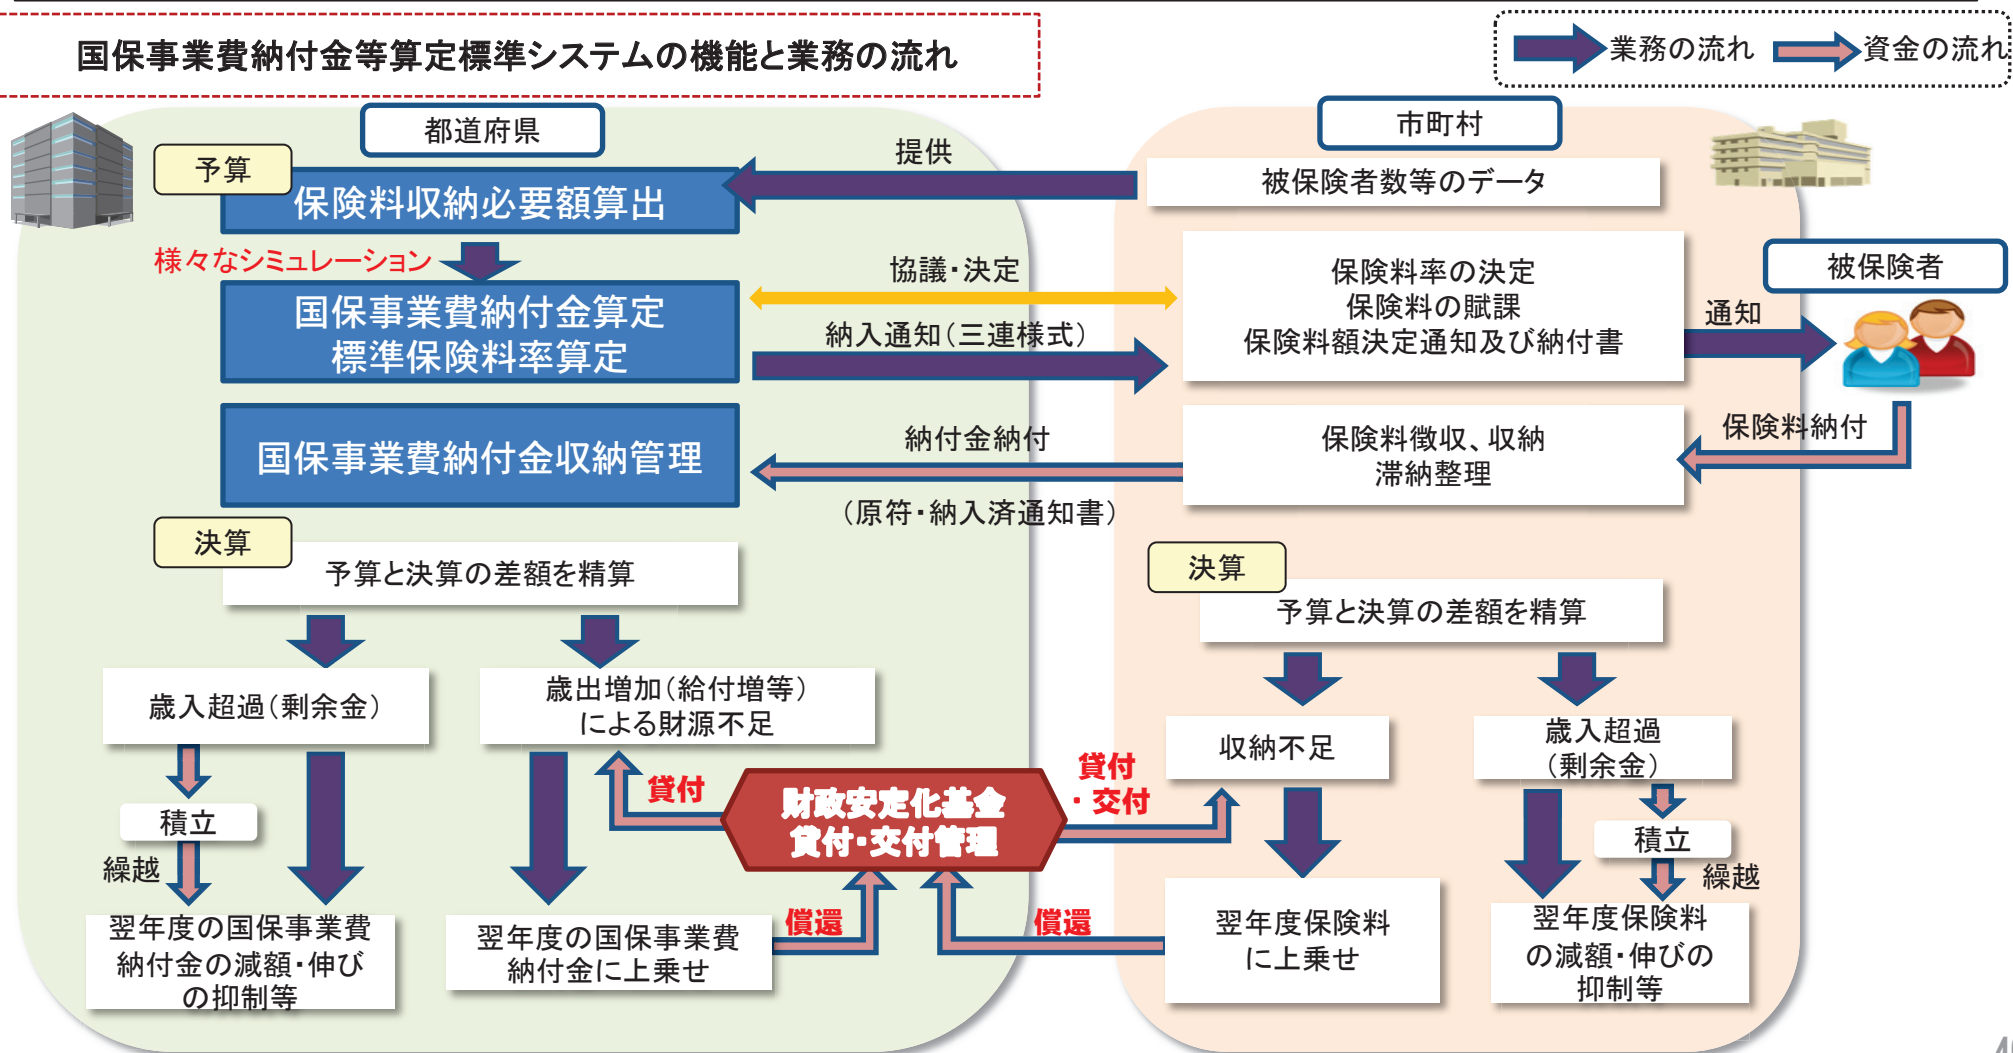 国保事業費納付金等算定標準システムの機能と業務の流れ
業務の流れ
資金の流れ
都道府県
予算
保険料収納必要額算出
様々なシミュレーション
国保事業費納付金算定
標準保険料率算定
国保事業費納付金収納管理
提供
協議・決定
納入通知(三連様式)
納付金納付
(原符・納入済通知書)
市町村
被保険者数等のデータ
保険料率の決定
保険料の賦課
保険料額決定通知及び納付書
保険料徴収、収納
滞納整理
被保険者
通知
保険料納付
決算
予算と決算の差額を精算
歳入超過(剰余金)
歳出増加(給付増等)
による財源不足
積立
繰越
翌年度の国保事業費
納付金の減額・伸び
の抑制等
翌年度の国保事業費
納付金に上乗せ
貸付
財政安定化基金
貸付・交付管理
貸付
・交付
償還
償還
決算
予算と決算の差額を精算
収納不足
歳入超過
(剰余金)
積立
繰越
翌年度保険料
に上乗せ
翌年度保険料
の減額・伸びの
抑制等